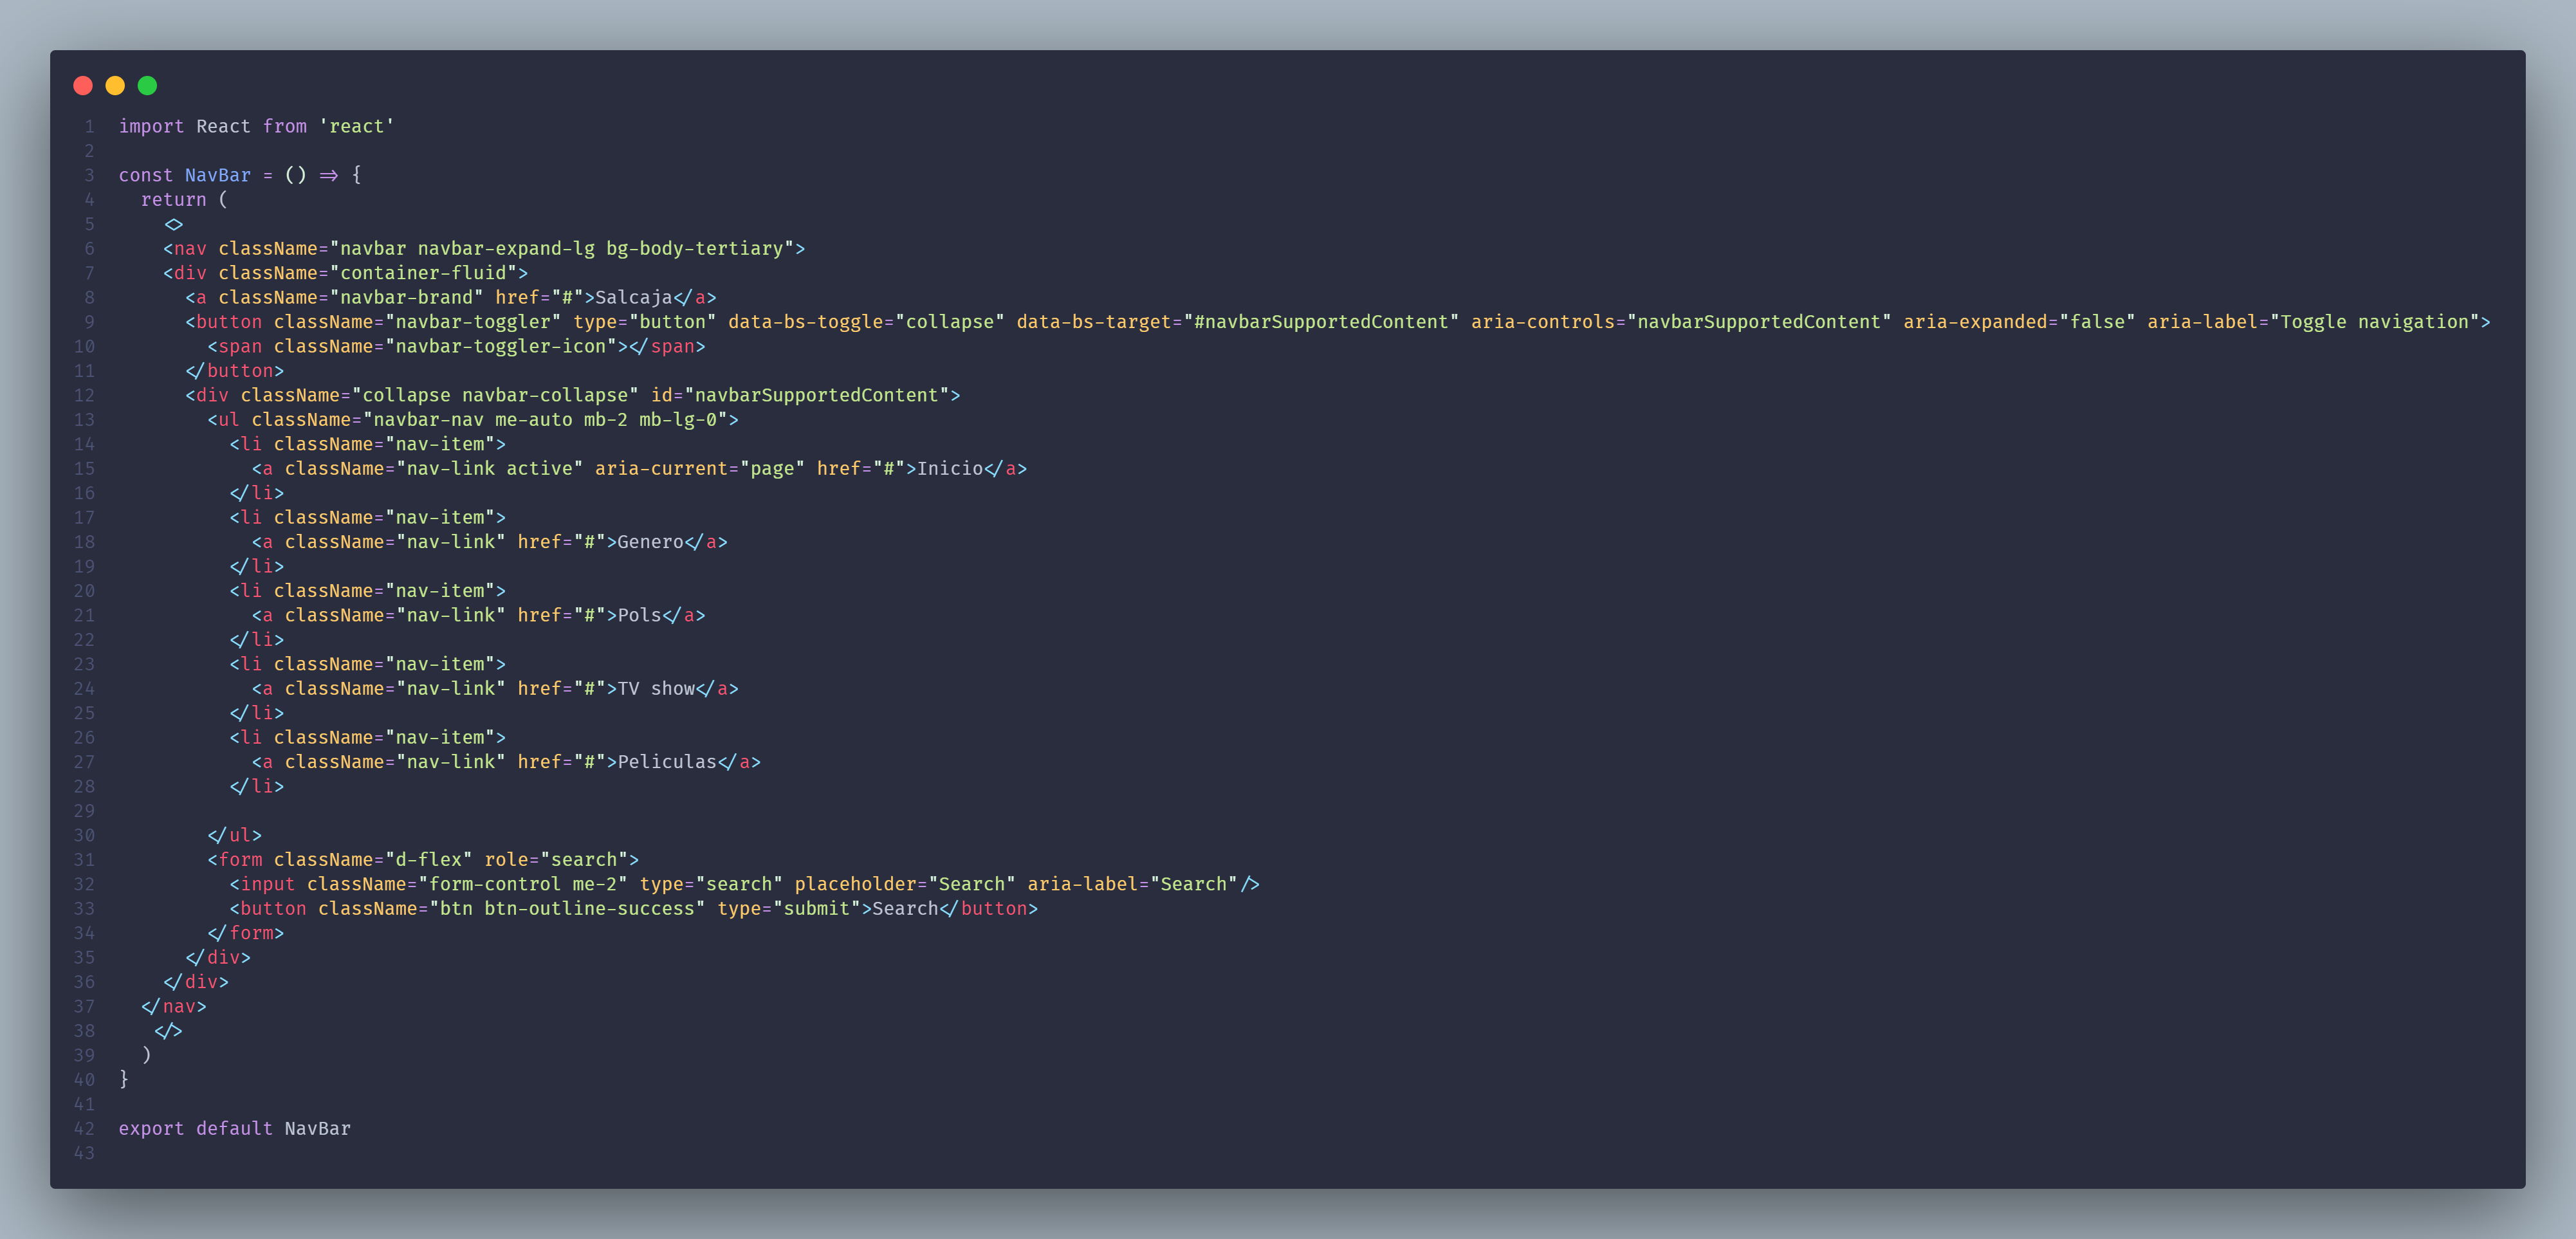 1 import React from 'react'
2
3 const NavBar = () => {
4 return (
5 <>
6 <nav className="navbar navbar-expand-lg bg-body-tertiary">
7 <div className="container-fluid">
8 <a className="navbar-brand" href="#">Salcaja</a>
9 <button className="navbar-toggler" type="button" data-bs-toggle="collapse" data-bs-target="#navbarSupportedContent" aria-controls="navbarSupportedContent" aria-expanded="false" aria-label="Toggle navigation">
10 <span className="navbar-toggler-icon"></span>
11 </button>
12 <div className="collapse navbar-collapse" id="navbarSupportedContent">
13 <ul className="navbar-nav me-auto mb-2 mb-lg-0">
14 <li className="nav-item">
15 <a className="nav-link active" aria-current="page" href="#">Inicio</a>
16 </li>
17 <li className="nav-item">
18 <a className="nav-link" href="#">Genero</a>
19 </li>
20 <li className="nav-item">
21 <a className="nav-link" href="#">Pols</a>
22 </li>
23 <li className="nav-item">
24 <a className="nav-link" href="#">TV show</a>
25 </li>
26 <li className="nav-item">
27 <a className="nav-link" href="#">Peliculas</a>
28 </li>
29
30 </ul>
31 <form className="d-flex" role="search">
32 <input className="form-control me-2" type="search" placeholder="Search" aria-label="Search"/>
33 <button className="btn btn-outline-success" type="submit">Search</button>
34 </form>
35 </div>
36 </div>
37 </nav>
38 </>
39 )
40 }
41
42 export default NavBar
43